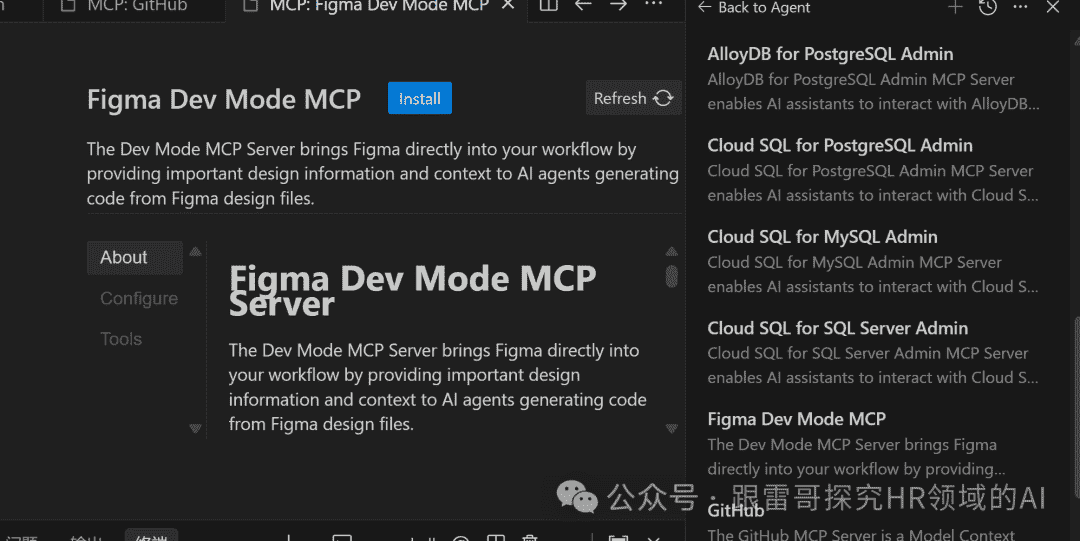 MCP: GitHub
MCP: Figma Dev Mode MCP
Back to Agent
Figma Dev Mode MCP
Install
Refresh
The Dev Mode MCP Server brings Figma directly into your workflow by
providing important design information and context to AI agents generating
code from Figma design files.
About
Configure
Tools
Figma Dev Mode MCP
Server
The Dev Mode MCP Server brings Figma directly into
your workflow by providing important design
information and context to AI agents generating code
from Figma design files.
AlloyDB for PostgreSQL Admin
AlloyDB for PostgreSQL Admin MCP Server
enables AI assistants to interact with AlloyDB...
Cloud SQL for PostgreSQL Admin
Cloud SQL for PostgreSQL Admin MCP Server
enables AI assistants to interact with Cloud S...
Cloud SQL for MySQL Admin
Cloud SQL for MySQL Admin MCP Server
enables AI assistants to interact with Cloud S...
Cloud SQL for SQL Server Admin
Cloud SQL for SQL Server Admin MCP Server
enables AI assistants to interact with Cloud S...
Figma Dev Mode MCP
The Dev Mode MCP Server brings Figma
directly into your workflow by providing...
GitHub
The GitHub MCP Server is a Model Context
公众号 · 跟雷哥探究HR领域的AI
问题
输出
终端